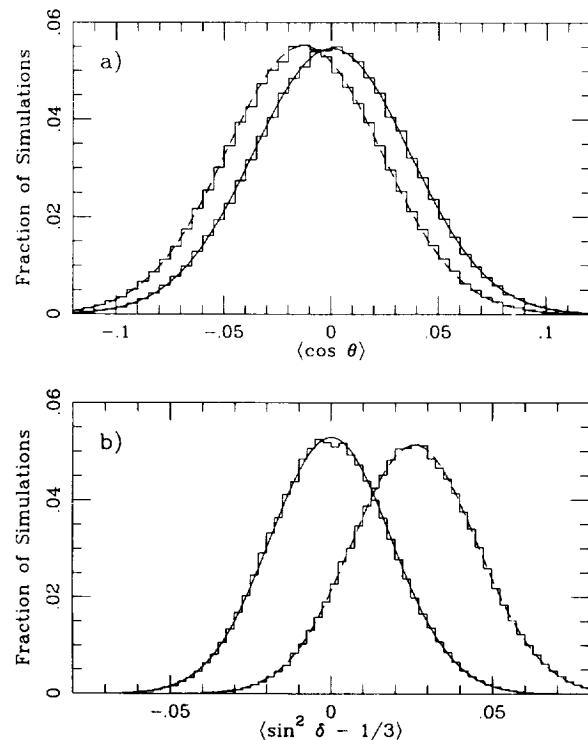 .06
a)
.04
.02
0
Fraction of Simulations
−.1
−.05
0
.05
.1
⟨cos θ⟩
.06
b)
.04
.02
0
Fraction of Simulations
−.05
0
.05
⟨sin² δ − 1/3⟩